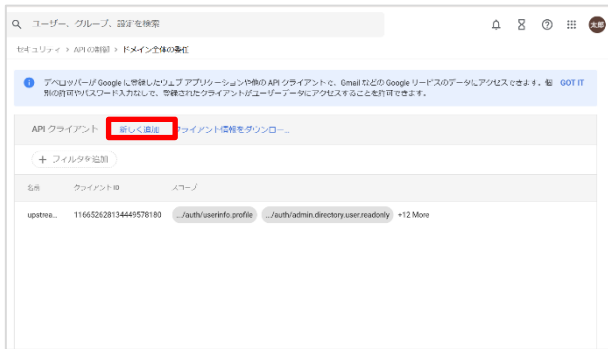 ユーザー、グループ、設定を検索
太郎
セキュリティ > API の制御 > ドメイン全体の委任
デベロッパーが Google に登録したウェブ アプリケーションや他の API クライアントで、Gmail などの Google サービスのデータにアクセスできます。個 GOT IT
別の許可やパスワード入力なしで、登録されたクライアントがユーザーデータにアクセスすることを許可できます。
API クライアント 新しく追加 クライアント情報をダウンロー...
+ フィルタを追加
名前 クライアント ID スコープ
upstrea... 116652628134449578180 .../auth/userinfo.profile .../auth/admin.directory.user.readonly +12 More